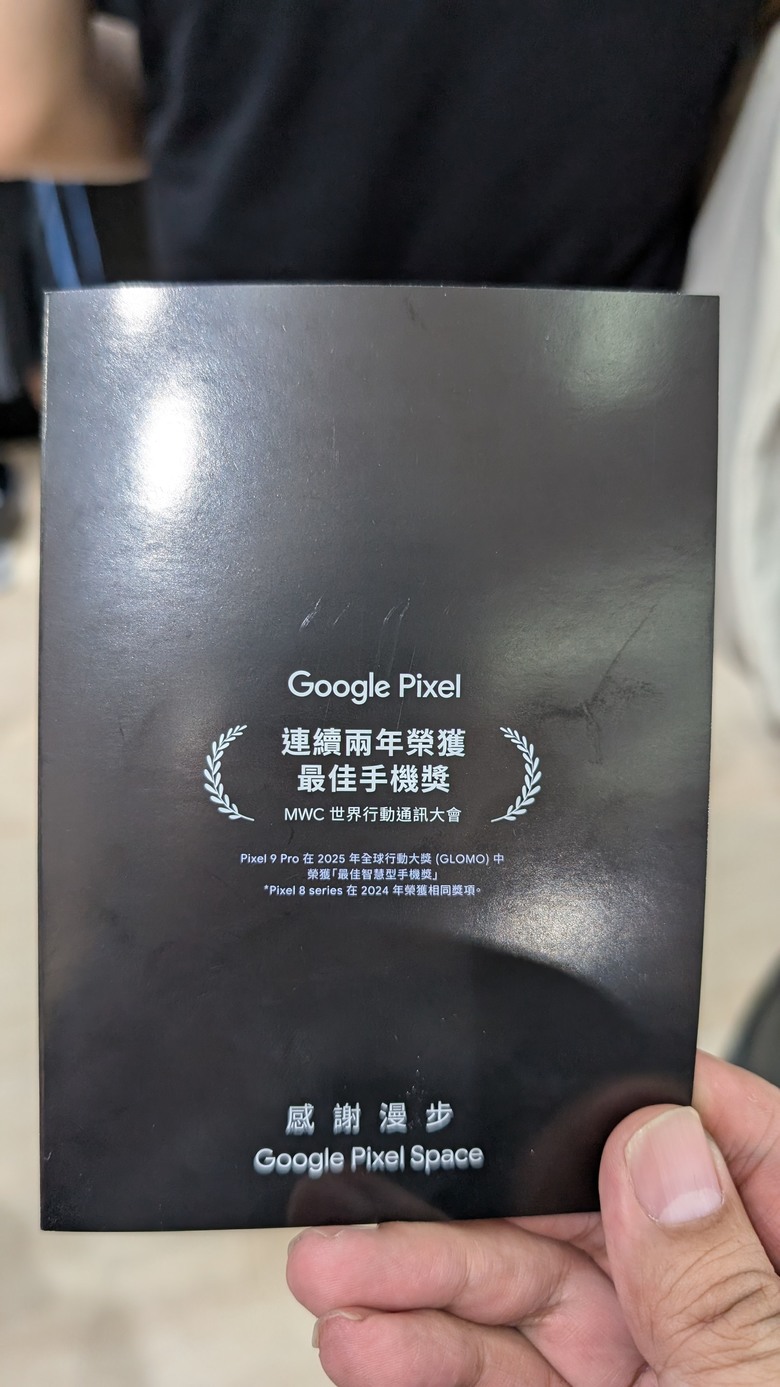 Google Pixel
連續兩年榮獲
最佳手機獎
MWC 世界行動通訊大會
Pixel 9 Pro 在 2025 年全球行動大獎 (GLOMO) 中
榮獲「最佳智慧型手機獎」
*Pixel 8 series 在 2024 年榮獲相同獎項。
感謝漫步
Google Pixel Space